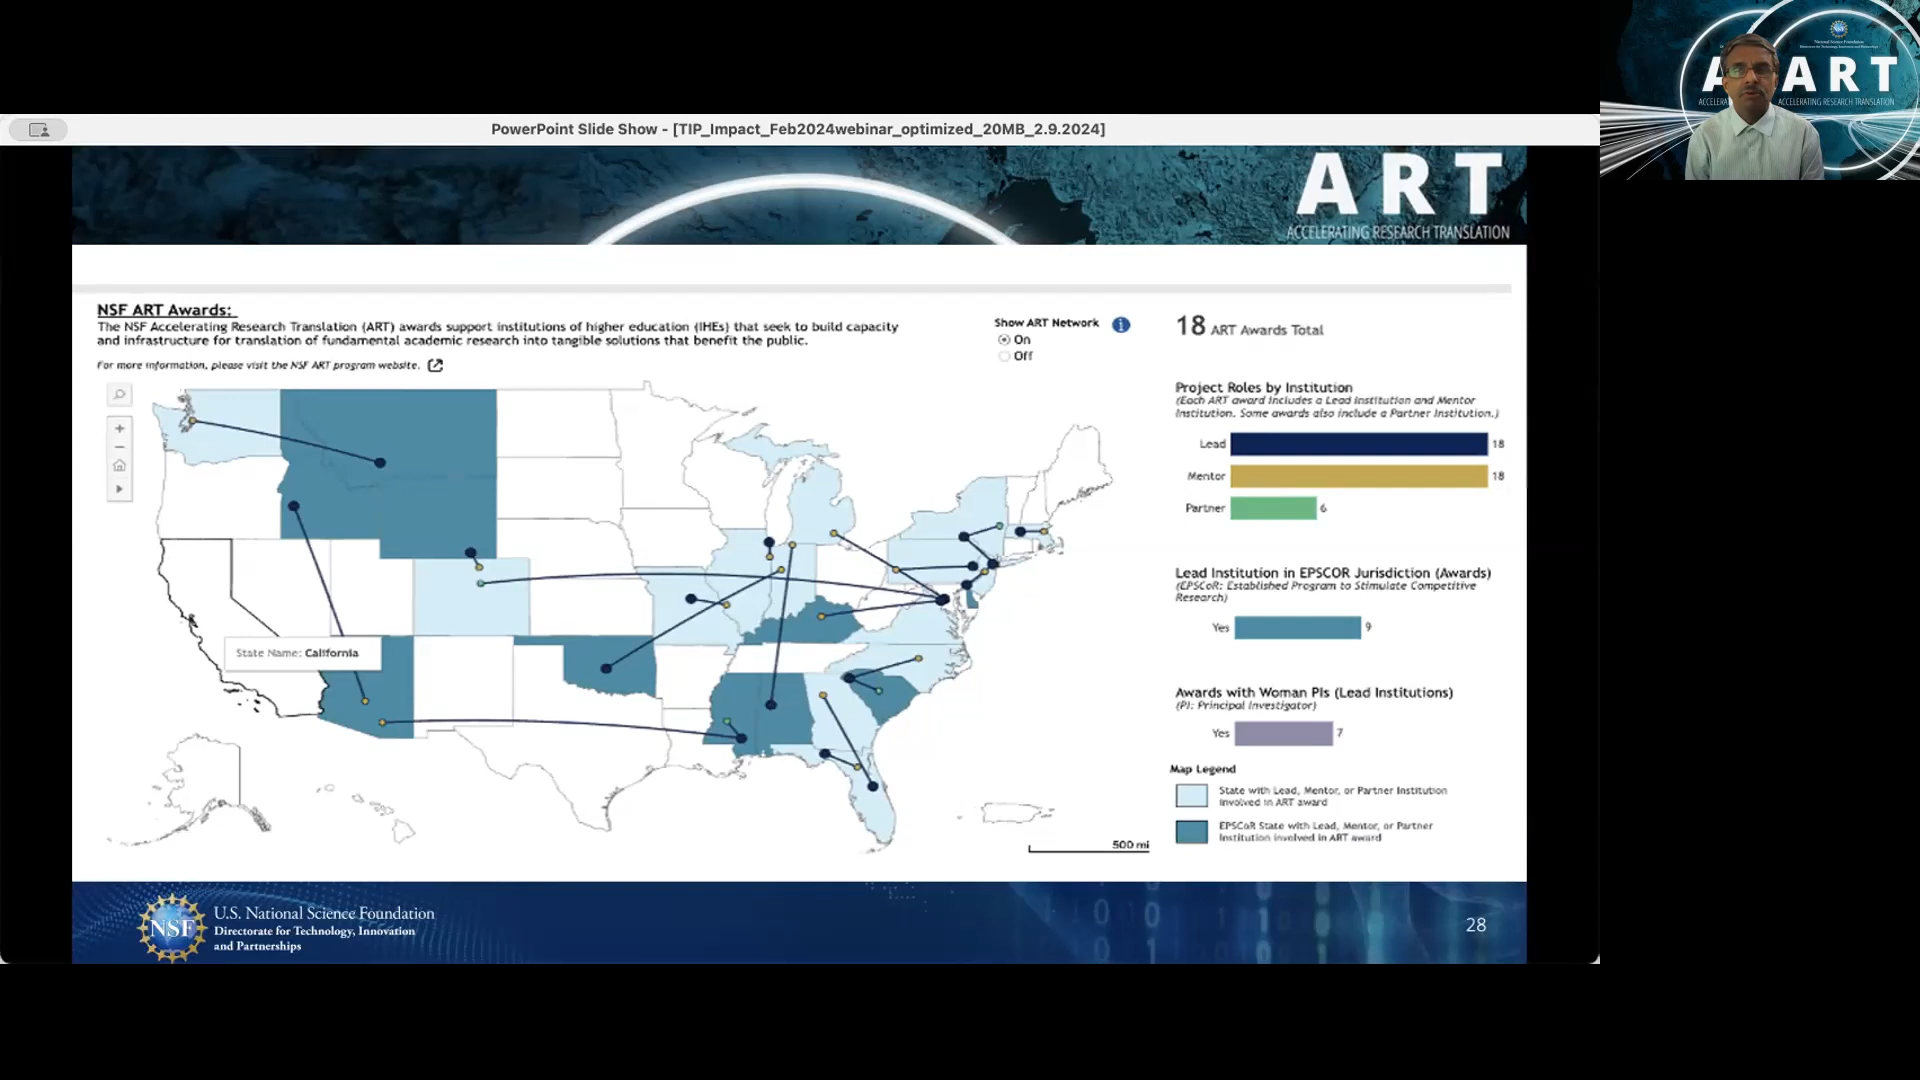 PowerPoint Slide Show - [TIP_Impact_Feb2024webinar_optimized_20MB_2.9.2024]
ART
ACCELERATING RESEARCH TRANSLATION
NSF ART Awards:
The NSF Accelerating Research Translation (ART) awards support institutions of higher education (IHEs) that seek to build capacity
and infrastructure for translation of fundamental academic research into tangible solutions that benefit the public.
For more information, please visit the NSF ART program website.
Show ART Network
On
Off
State Name: California
500 mi
18 ART Awards Total
Project Roles by Institution
(Each ART award includes a Lead Institution and Mentor
Institution. Some awards also include a Partner Institution.)
Lead 18
Mentor 18
Partner 6
Lead Institution in EPSCOR Jurisdiction (Awards)
(EPSCoR: Established Program to Stimulate Competitive
Research)
Yes 9
Awards with Woman PIs (Lead Institutions)
(PI: Principal Investigator)
Yes 7
Map Legend
State with Lead, Mentor, or Partner Institution
involved in ART award
EPSCoR State with Lead, Mentor, or Partner
Institution involved in ART award
NSF
U.S. National Science Foundation
Directorate for Technology, Innovation
and Partnerships
28
ART
ACCELERATING RESEARCH TRANSLATION